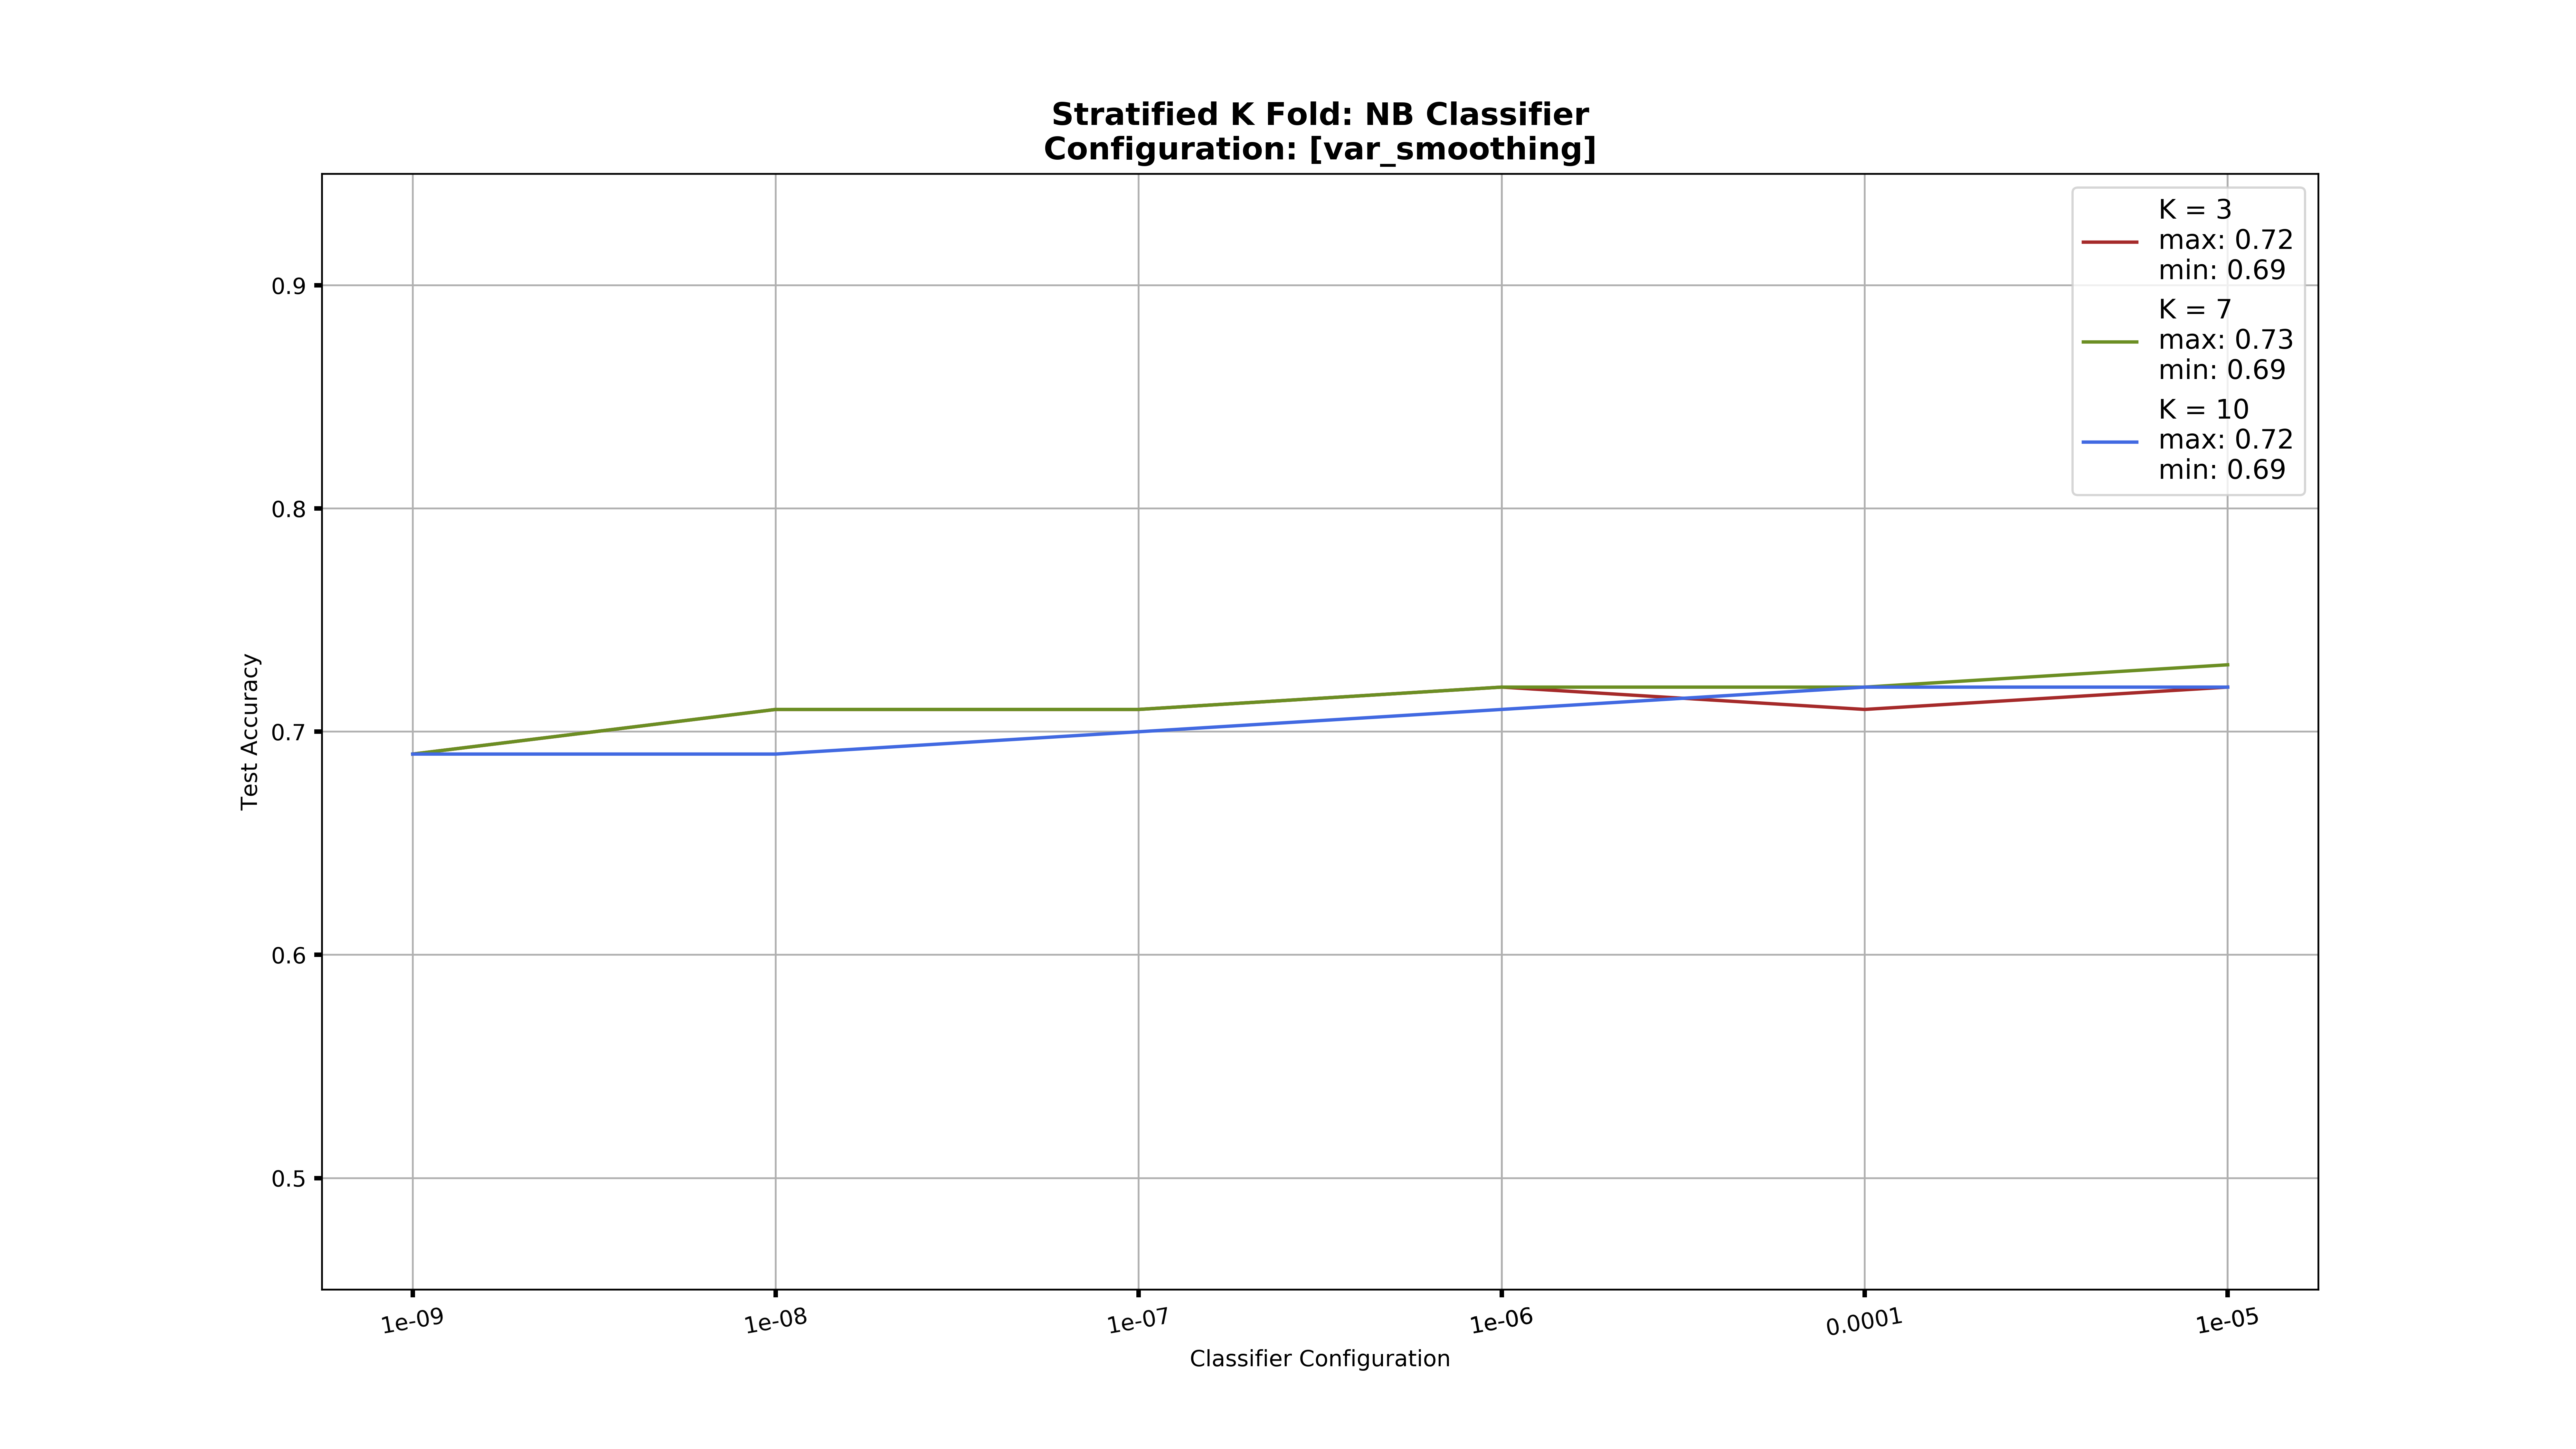 Stratified K Fold: NB Classifier
Configuration: [var_smoothing]
K = 3
max: 0.72
min: 0.69
K = 7
max: 0.73
min: 0.69
K = 10
max: 0.72
min: 0.69
0.9
0.8
0.7
0.6
0.5
Test Accuracy
1e-09 1e-08 1e-07 1e-06 0.0001 1e-05
Classifier Configuration